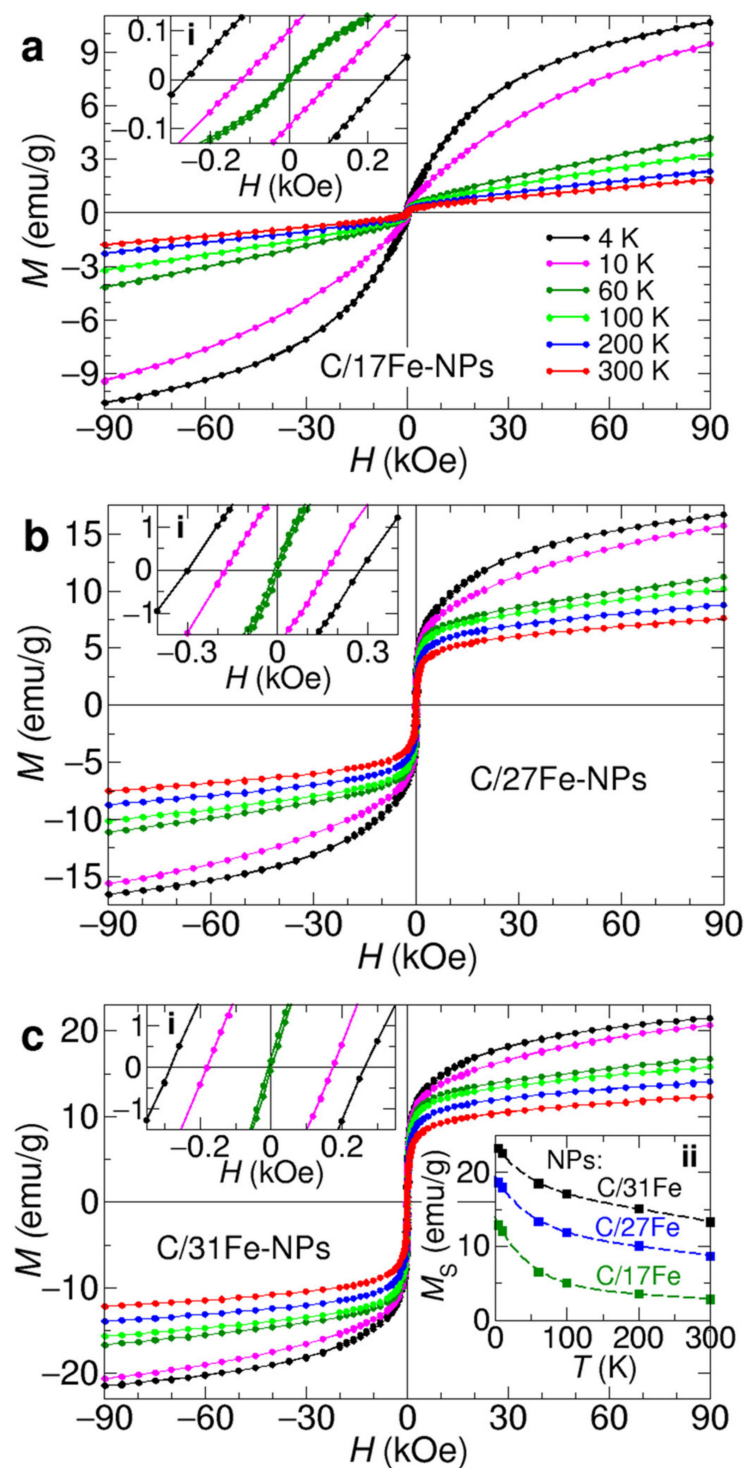 a
i
0.1
0
−0.1
−0.2
0
0.2
H (kOe)
9
6
3
0
−3
−6
−9
M (emu/g)
4 K
10 K
60 K
100 K
200 K
300 K
C/17Fe-NPs
−90
−60
−30
0
30
60
90
H (kOe)
b
i
1
0
−1
−0.3
0
0.3
H (kOe)
15
10
5
0
−5
−10
−15
M (emu/g)
C/27Fe-NPs
−90
−60
−30
0
30
60
90
H (kOe)
c
i
1
0
−1
−0.2
0
0.2
H (kOe)
20
10
0
−10
−20
M (emu/g)
C/31Fe-NPs
ii
NPs:
C/31Fe
C/27Fe
C/17Fe
20
10
0
MS (emu/g)
0
100
200
300
T (K)
−90
−60
−30
0
30
60
90
H (kOe)